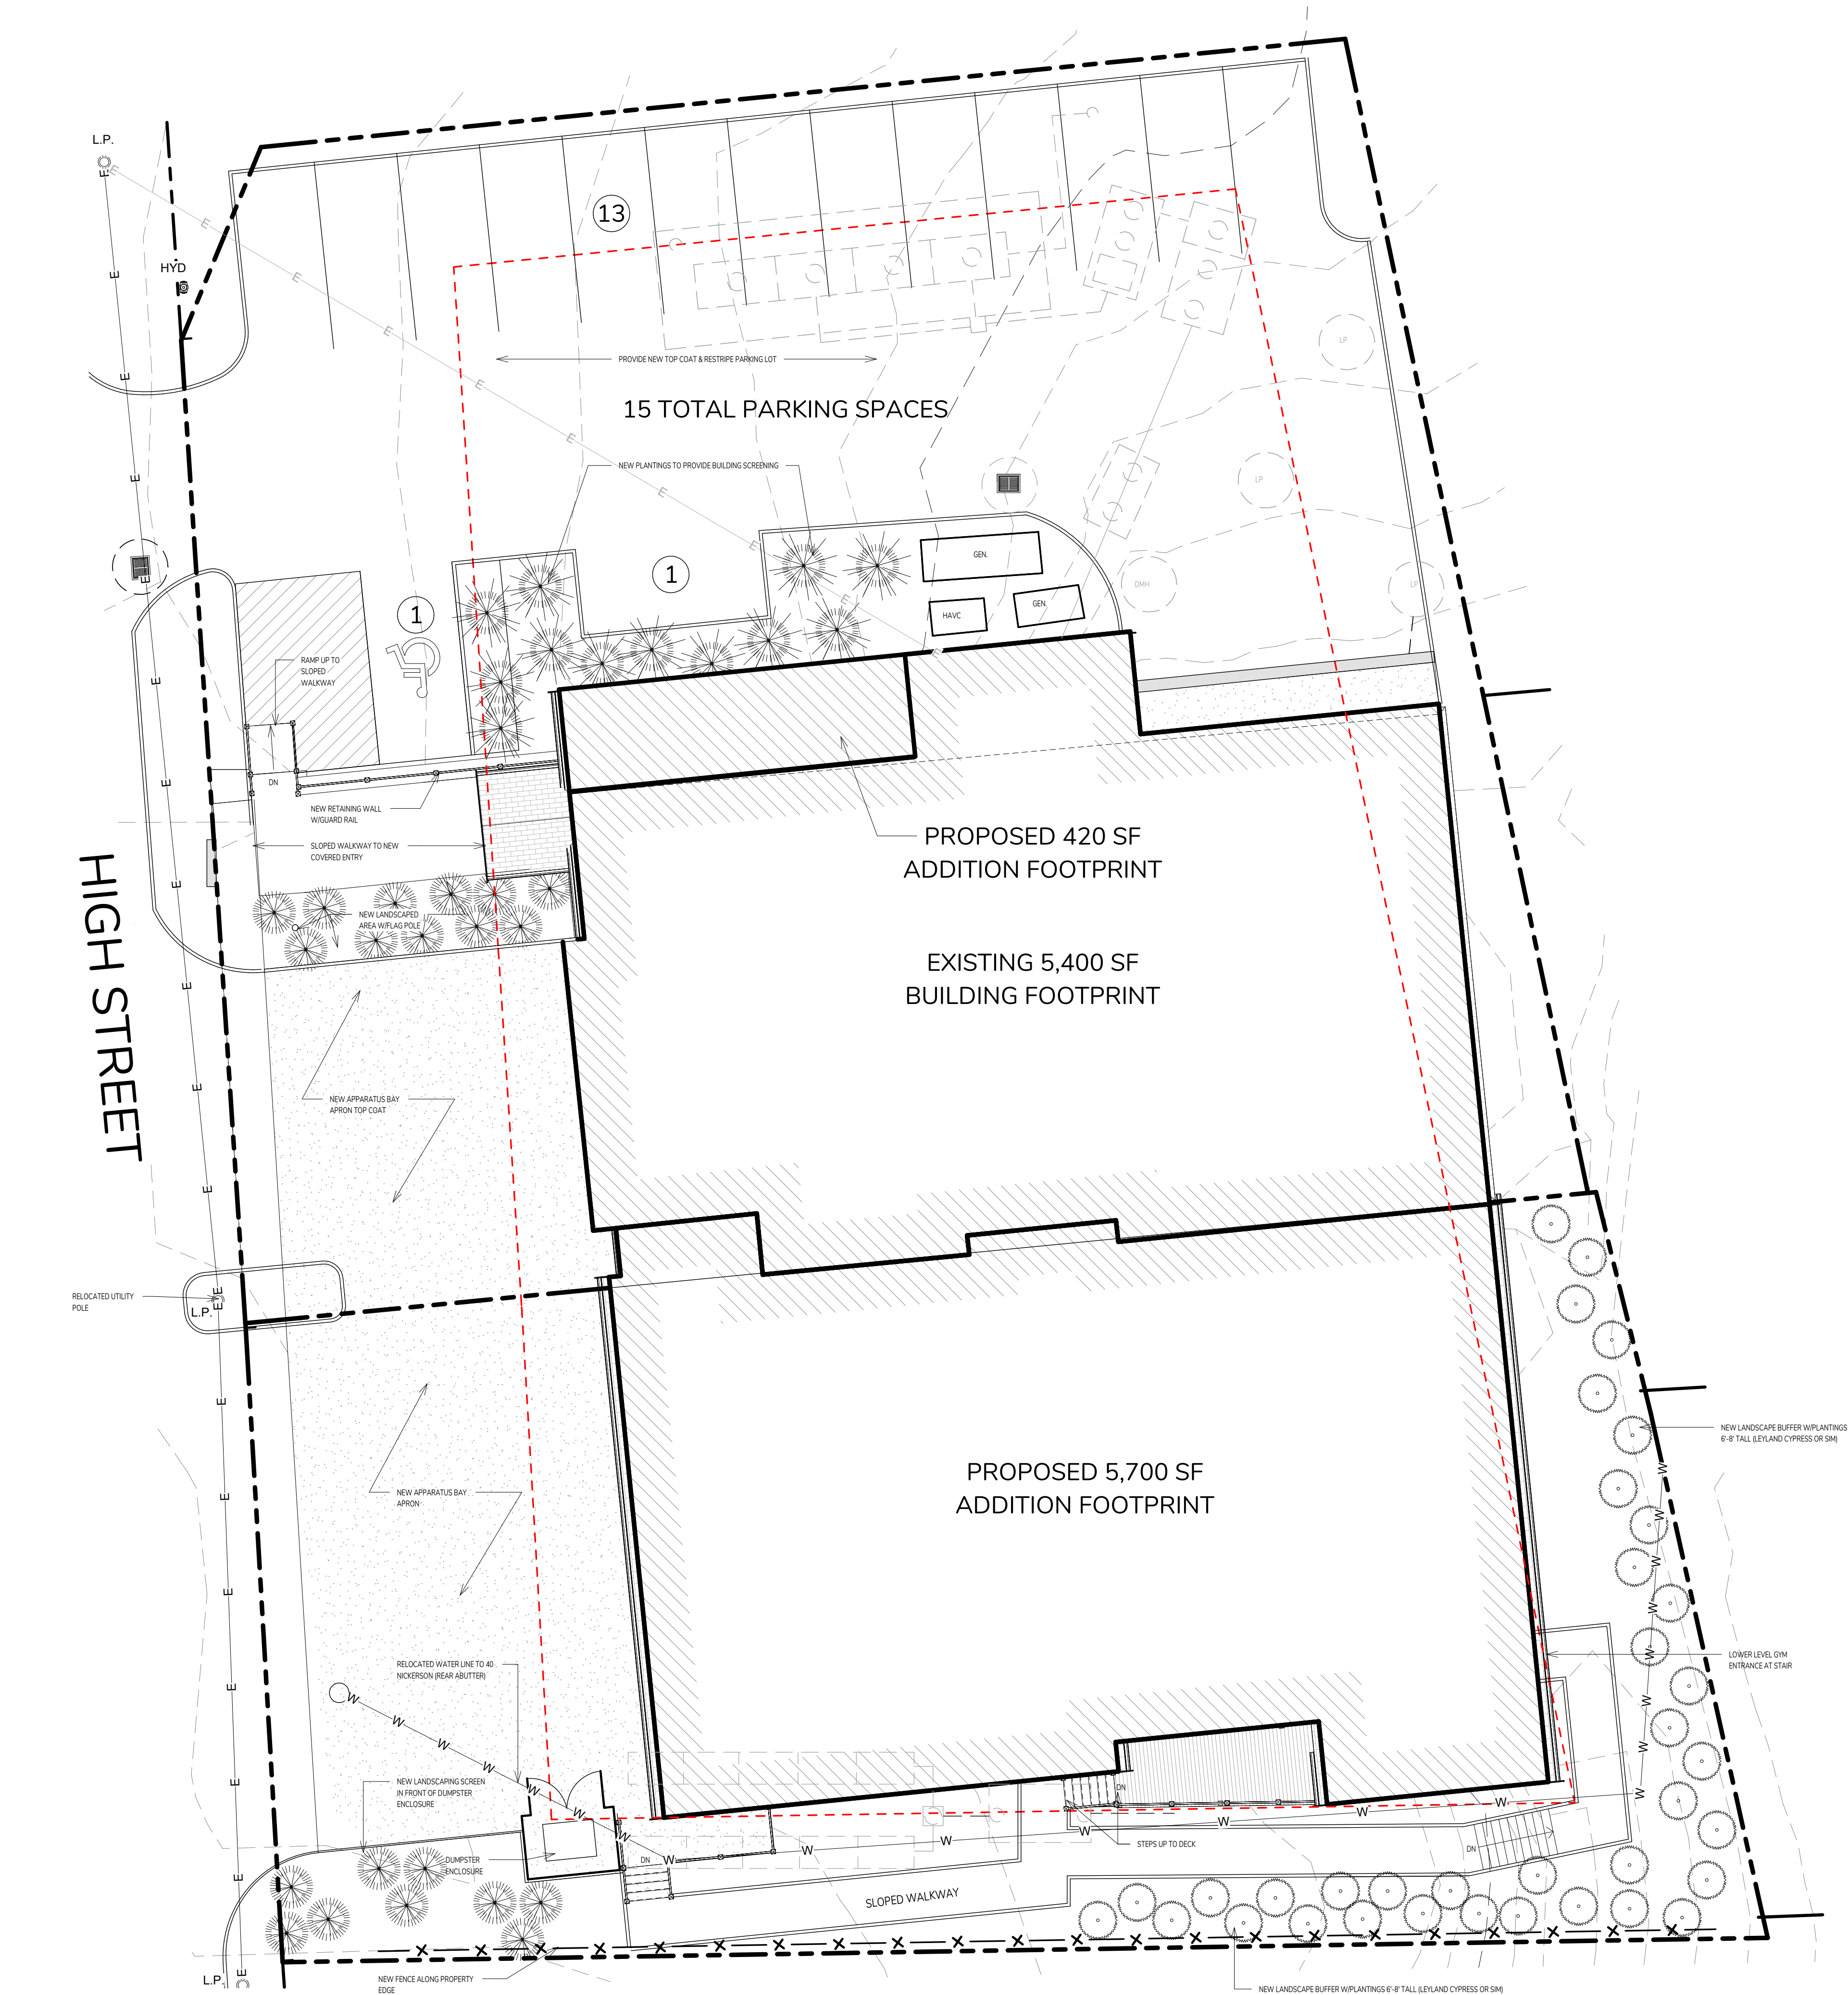 L.P.
HYD
13
PROVIDE NEW TOP COAT & RESTRIPE PARKING LOT
15 TOTAL PARKING SPACES
NEW PLANTINGS TO PROVIDE BUILDING SCREENING
LP
LP
LP
DMH
GEN.
GEN.
HAVC
1
1
RAMP UP TO
SLOPED
WALKWAY
DN
NEW RETAINING WALL
W/GUARD RAIL
SLOPED WALKWAY TO NEW
COVERED ENTRY
NEW LANDSCAPED
AREA W/FLAG POLE
HIGH STREET
PROPOSED 420 SF
ADDITION FOOTPRINT
EXISTING 5,400 SF
BUILDING FOOTPRINT
NEW APPARATUS BAY
APRON TOP COAT
RELOCATED UTILITY
POLE
L.P.
NEW LANDSCAPE BUFFER W/PLANTINGS
6'-8' TALL (LEYLAND CYPRESS OR SIM)
PROPOSED 5,700 SF
ADDITION FOOTPRINT
NEW APPARATUS BAY
APRON
RELOCATED WATER LINE TO 40
NICKERSON (REAR ABUTTER)
LOWER LEVEL GYM
ENTRANCE AT STAIR
NEW LANDSCAPING SCREEN
IN FRONT OF DUMPSTER
ENCLOSURE
DUMPSTER
ENCLOSURE
DN
DN
STEPS UP TO DECK
DN
SLOPED WALKWAY
L.P.
NEW FENCE ALONG PROPERTY
EDGE
NEW LANDSCAPE BUFFER W/PLANTINGS 6'-8' TALL (LEYLAND CYPRESS OR SIM)
E E E E E E E E E E
E E E E E E E E E E E E E E E E E E E E
W W W W W W W W W W W W W W W W W W W W W